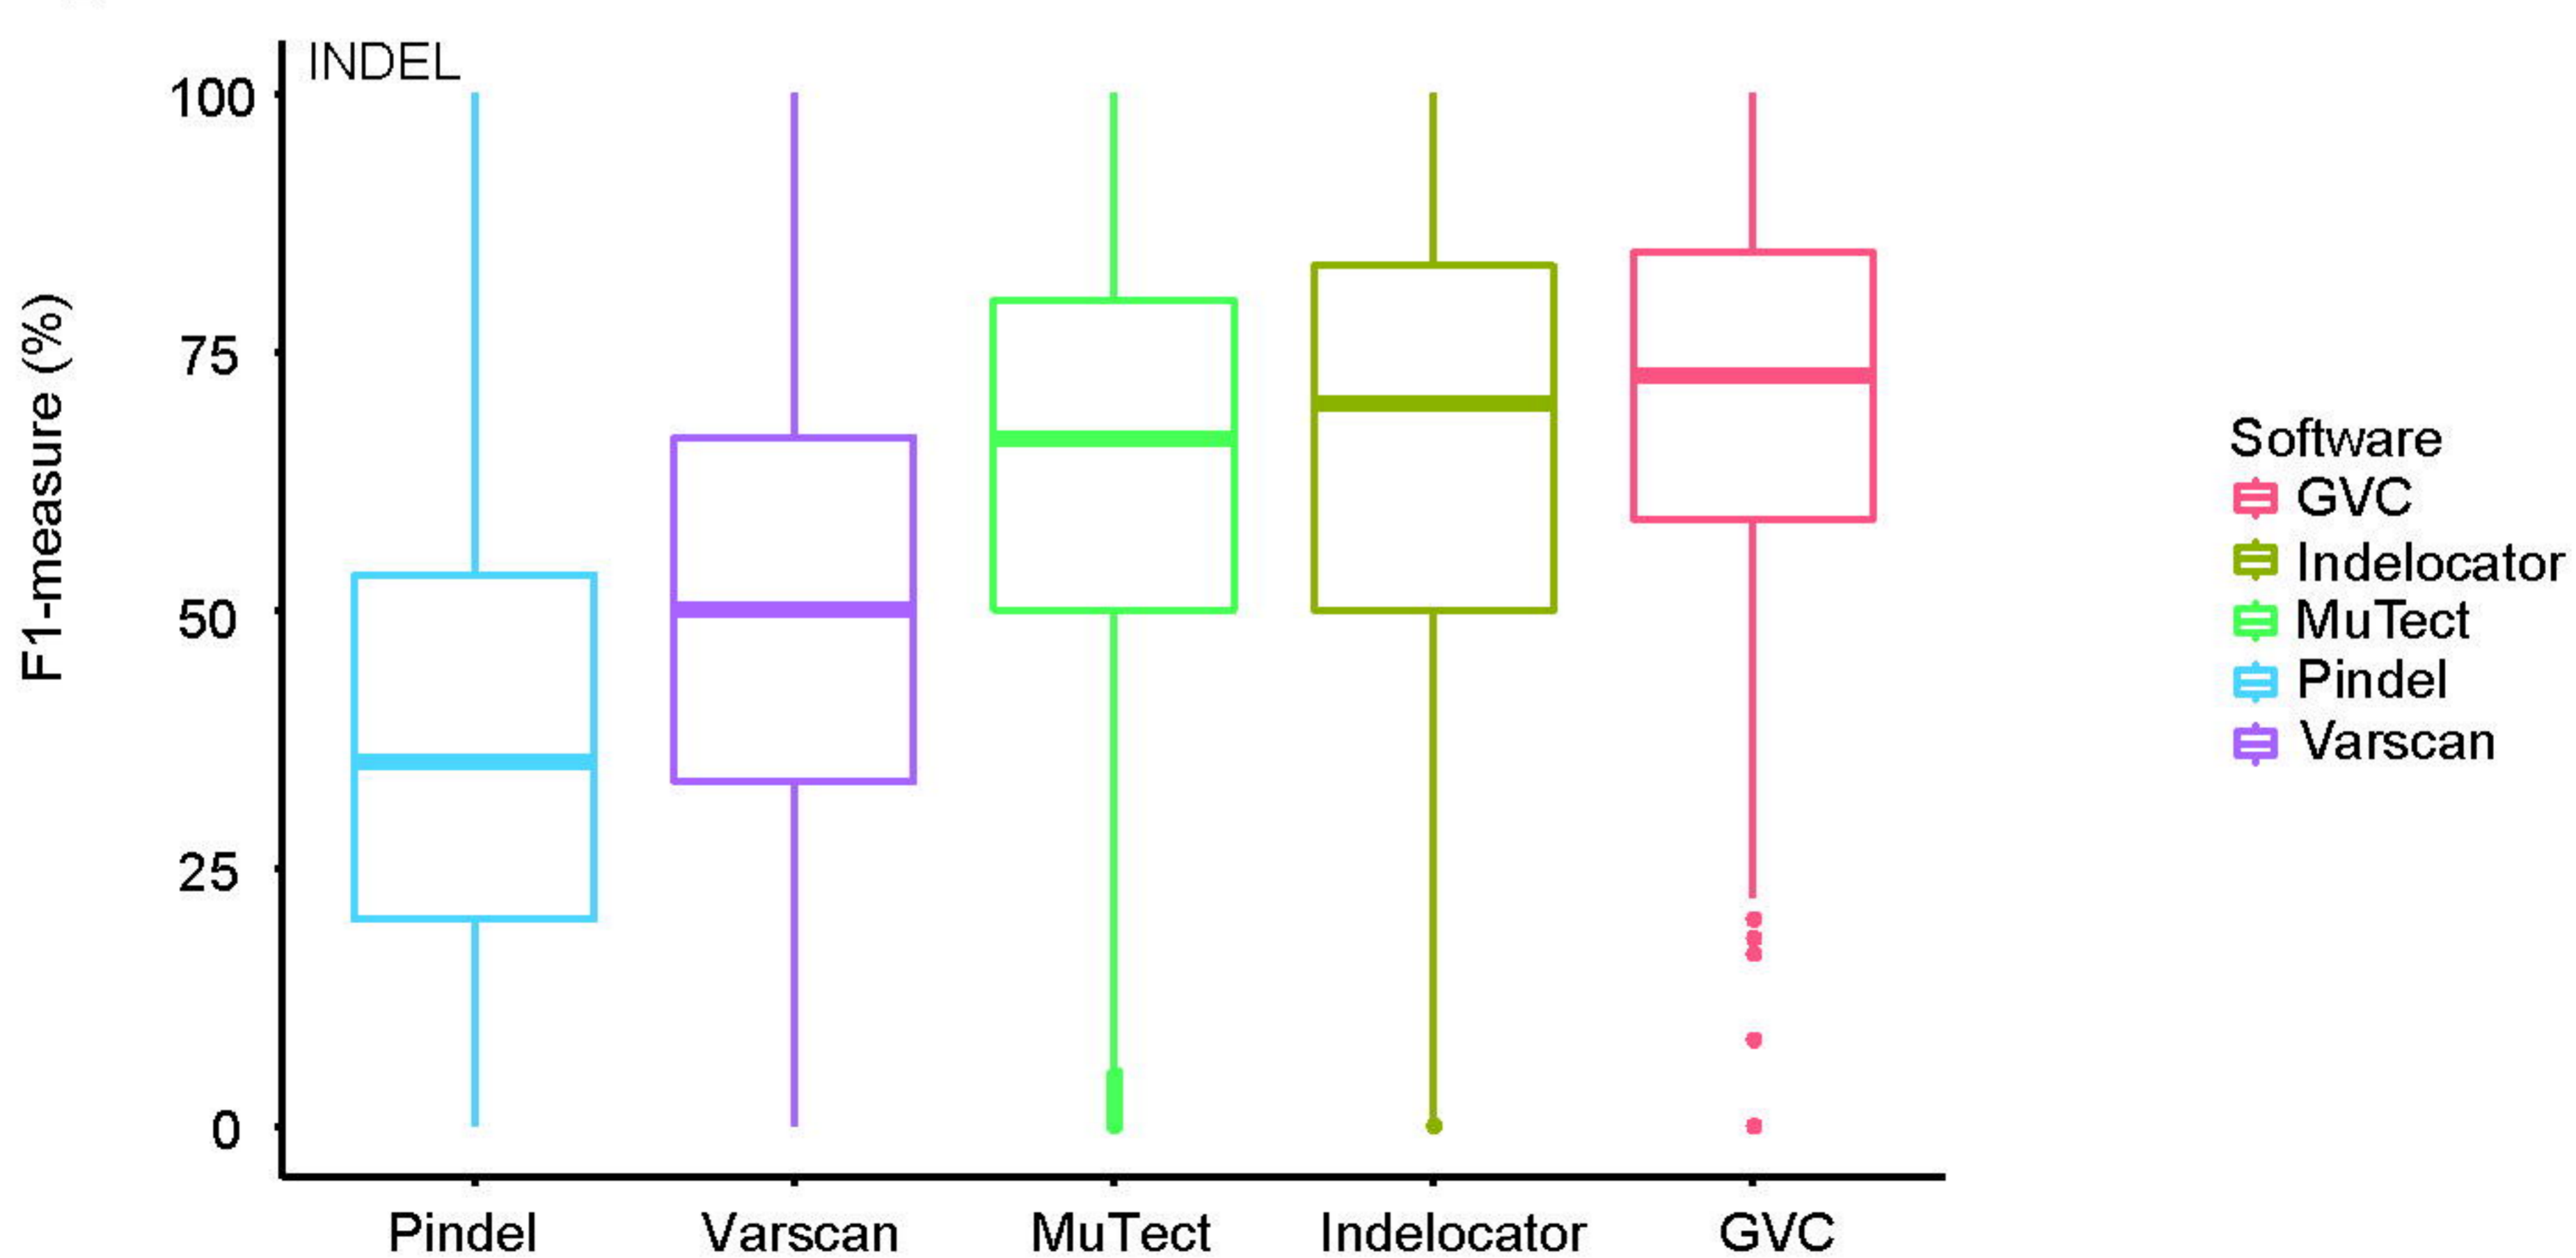 INDEL
100
75
50
25
0
F1-measure (%)
Pindel Varscan MuTect Indelocator GVC
Software
GVC
Indelocator
MuTect
Pindel
Varscan